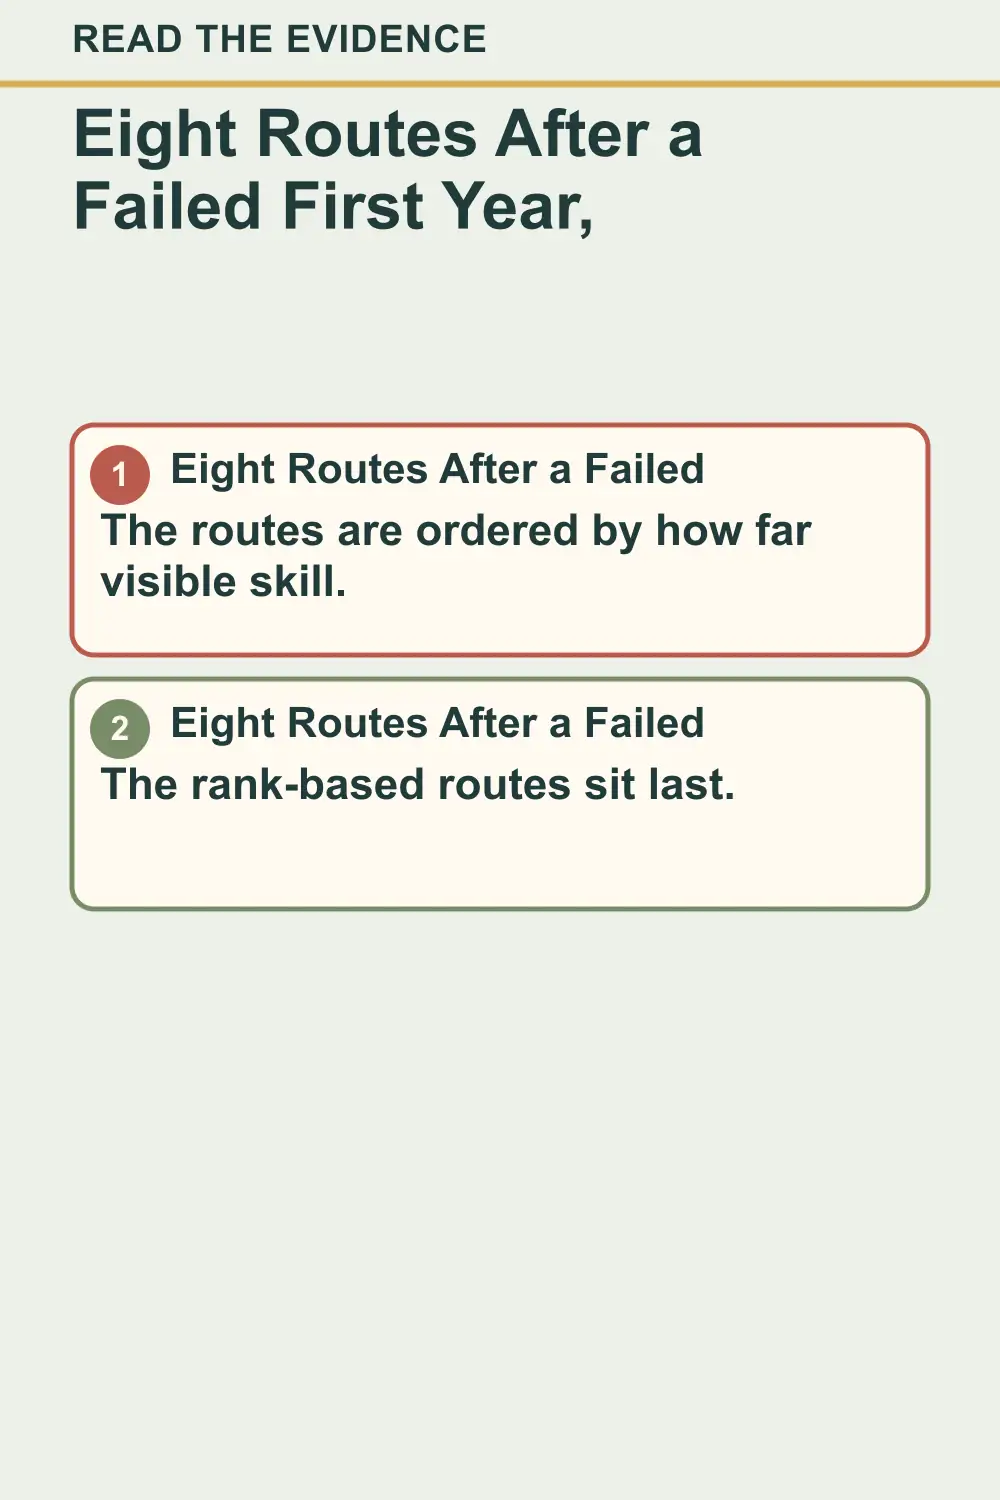 READ THE EVIDENCE
Eight Routes After a
Failed First Year,
1 Eight Routes After a Failed
The routes are ordered by how far
visible skill.
2 Eight Routes After a Failed
The rank-based routes sit last.